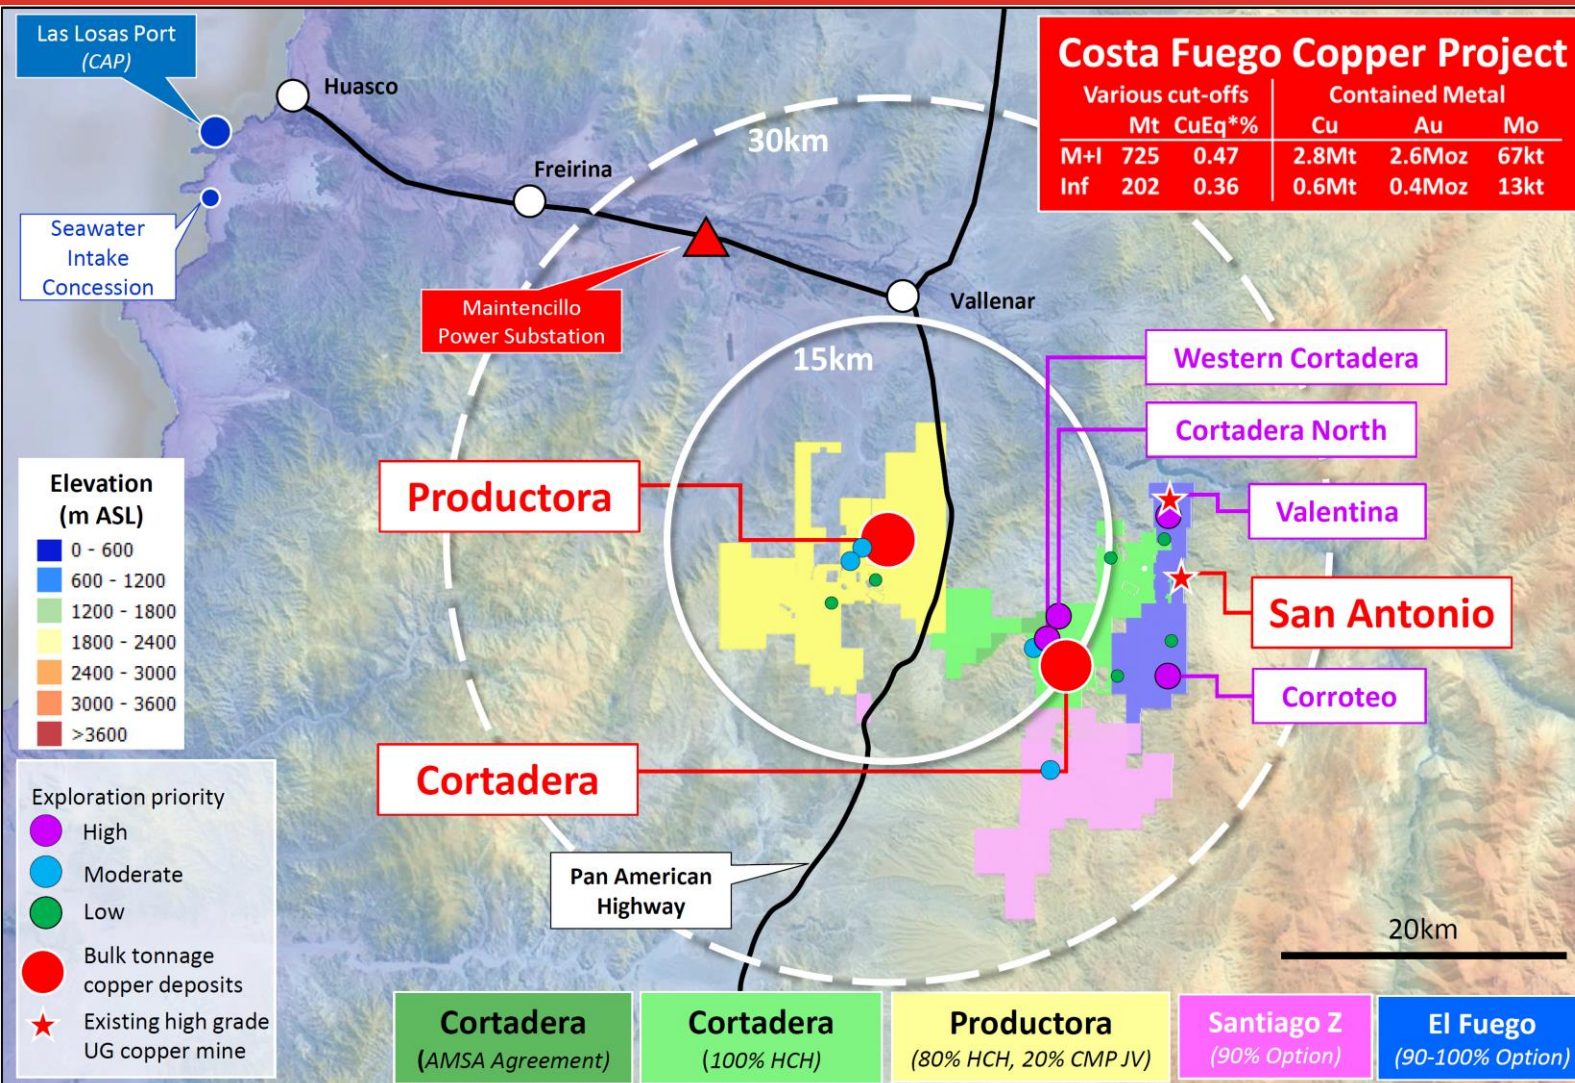 Las Losas Port
(CAP)
Huasco
Freirina
30km
Costa Fuego Copper Project
Various cut-offs Contained Metal
Mt CuEq*% Cu Au Mo
M+I 725 0.47 2.8Mt 2.6Moz 67kt
Inf 202 0.36 0.6Mt 0.4Moz 13kt
Seawater
Intake
Concession
Maintencillo
Power Substation
Vallenar
15km
Western Cortadera
Cortadera North
Productora
Valentina
San Antonio
Corroteo
Cortadera
Elevation
(m ASL)
0 - 600
600 - 1200
1200 - 1800
1800 - 2400
2400 - 3000
3000 - 3600
>3600
Exploration priority
High
Moderate
Low
Bulk tonnage
copper deposits
Existing high grade
UG copper mine
Pan American
Highway
20km
Cortadera
(AMSA Agreement)
Cortadera
(100% HCH)
Productora
(80% HCH, 20% CMP JV)
Santiago Z
(90% Option)
El Fuego
(90-100% Option)